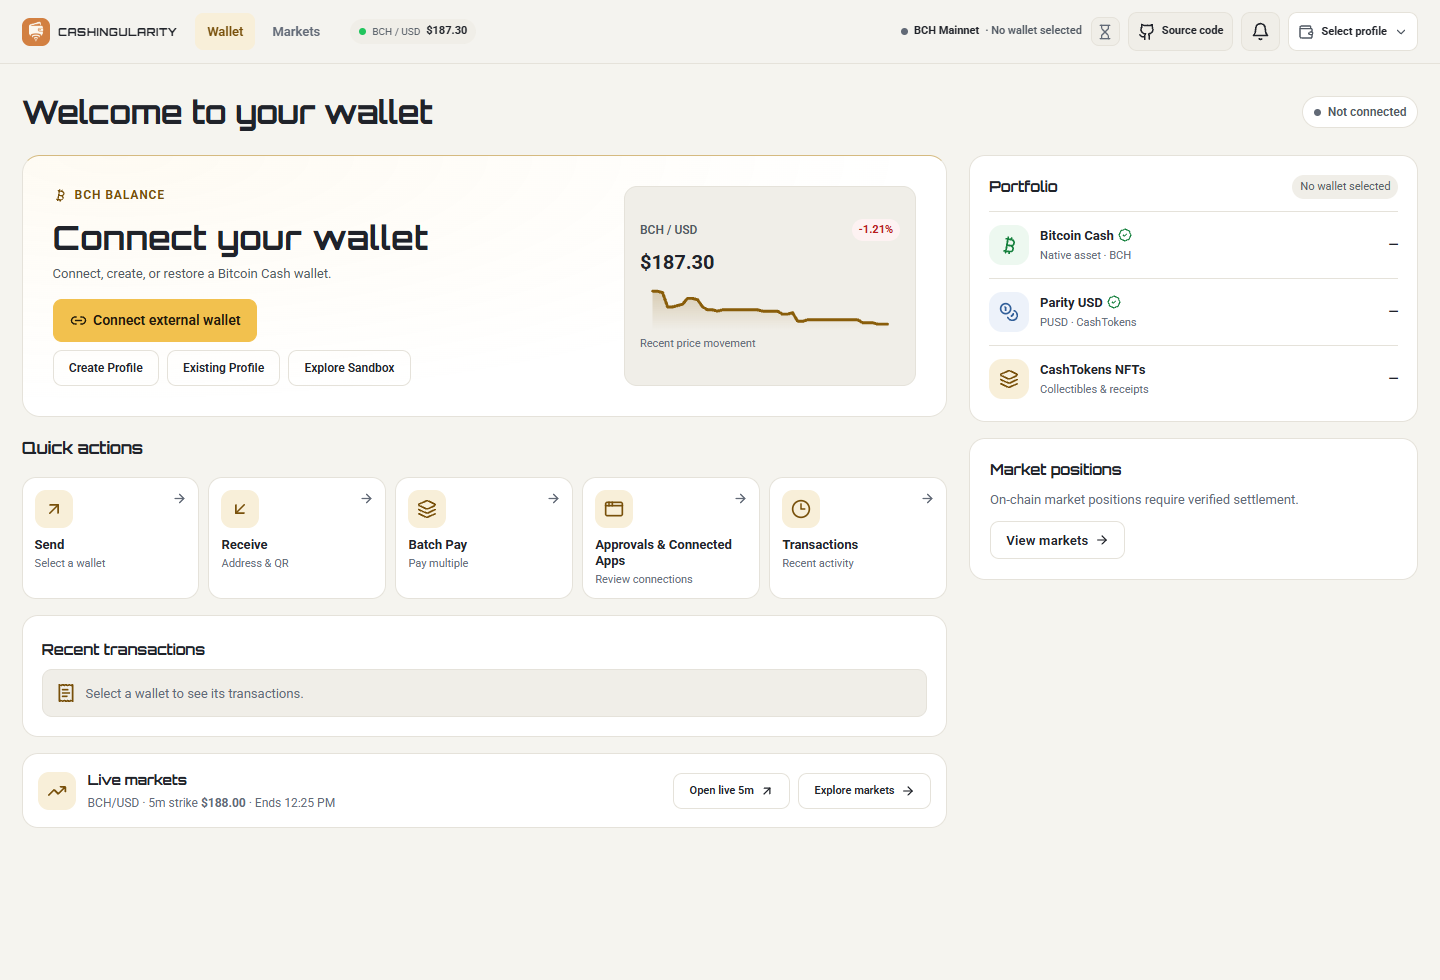 CASHINGULARITY
Wallet
Markets
BCH / USD $187.30
BCH Mainnet · No wallet selected
Source code
Select profile
Welcome to your wallet
Not connected
BCH BALANCE
Connect your wallet
Connect, create, or restore a Bitcoin Cash wallet.
Connect external wallet
Create Profile
Existing Profile
Explore Sandbox
BCH / USD
-1.21%
$187.30
Recent price movement
Portfolio
No wallet selected
Bitcoin Cash
Native asset · BCH
–
Parity USD
PUSD · CashTokens
–
CashTokens NFTs
Collectibles & receipts
–
Market positions
On-chain market positions require verified settlement.
View markets
Quick actions
Send
Select a wallet
Receive
Address & QR
Batch Pay
Pay multiple
Approvals & Connected
Apps
Review connections
Transactions
Recent activity
Recent transactions
Select a wallet to see its transactions.
Live markets
BCH/USD · 5m strike $188.00 · Ends 12:25 PM
Open live 5m
Explore markets